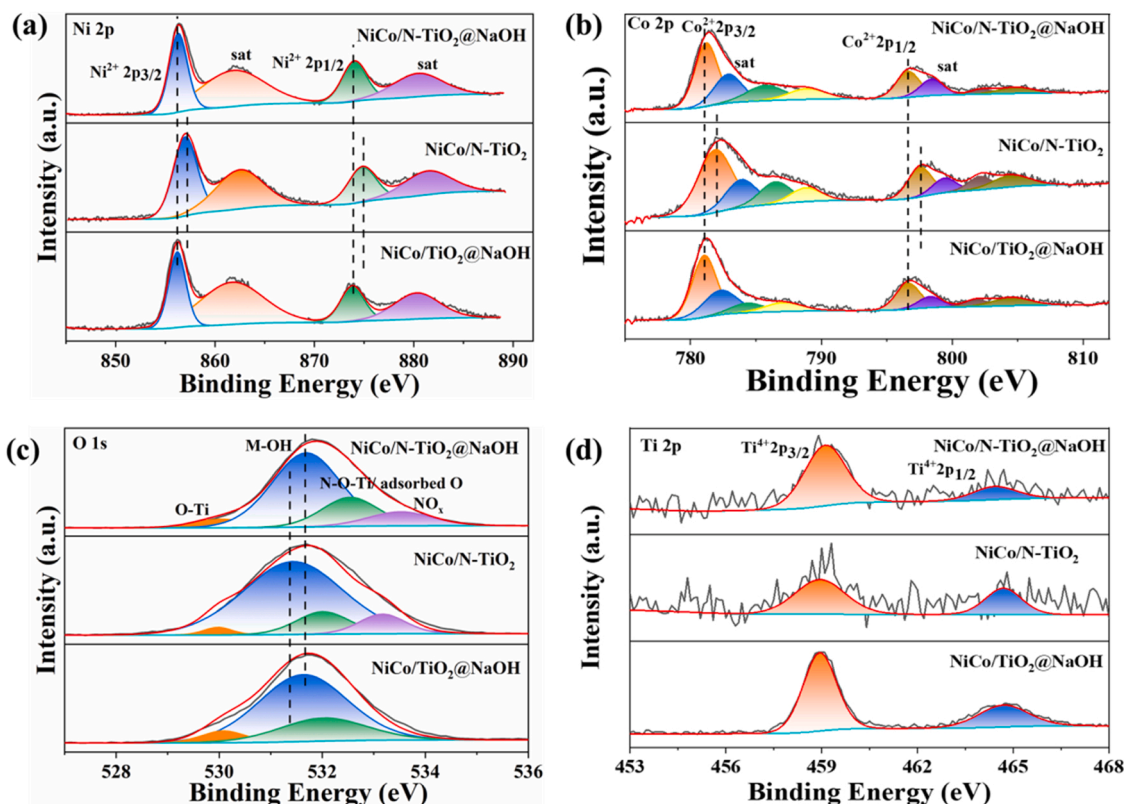 (a)
Ni 2p
NiCo/N-TiO₂@NaOH
Ni²⁺ 2p3/2
sat
Ni²⁺ 2p1/2
sat
NiCo/N-TiO₂
NiCo/TiO₂@NaOH
Intensity (a.u.)
850 860 870 880 890
Binding Energy (eV)
(b)
Co 2p
Co²⁺2p₃/₂
NiCo/N-TiO₂@NaOH
sat
Co²⁺2p₁/₂
sat
NiCo/N-TiO₂
NiCo/TiO₂@NaOH
Intensity (a.u.)
780 790 800 810
Binding Energy (eV)
(c)
O 1s
M-OH
NiCo/N-TiO₂@NaOH
O-Ti
N-O-Ti/ adsorbed O
NOₓ
NiCo/N-TiO₂
NiCo/TiO₂@NaOH
Intensity (a.u.)
528 530 532 534 536
Binding Energy (eV)
(d)
Ti 2p
Ti⁴⁺2p₃/₂
NiCo/N-TiO₂@NaOH
Ti⁴⁺2p₁/₂
NiCo/N-TiO₂
NiCo/TiO₂@NaOH
Intensity (a.u.)
453 456 459 462 465 468
Binding Energy (eV)